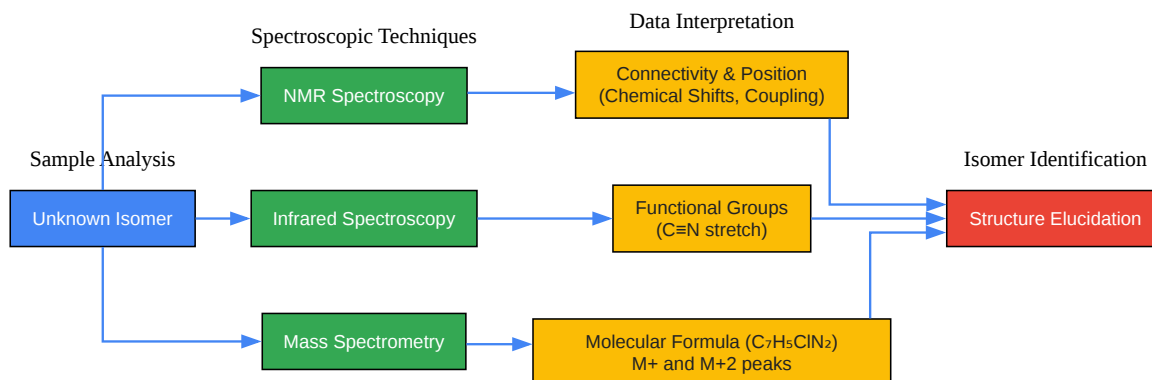 Data Interpretation
Spectroscopic Techniques
Connectivity & Position
(Chemical Shifts, Coupling)
NMR Spectroscopy
Sample Analysis
Isomer Identification
Unknown Isomer
Infrared Spectroscopy
Functional Groups
(C≡N stretch)
Structure Elucidation
Mass Spectrometry
Molecular Formula (C₇H₅ClN₂)
M+ and M+2 peaks